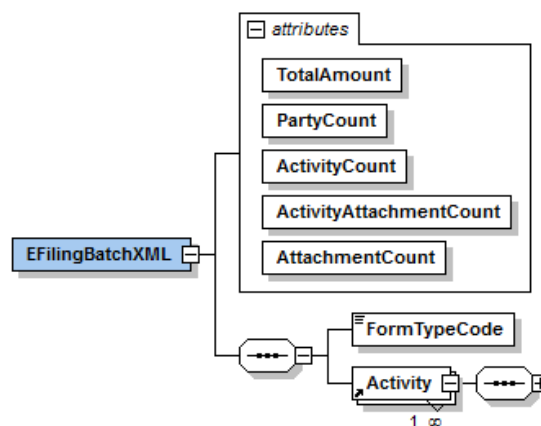 attributes
TotalAmount
PartyCount
ActivityCount
ActivityAttachmentCount
AttachmentCount
EFilingBatchXML
FormTypeCode
Activity
1 ∞